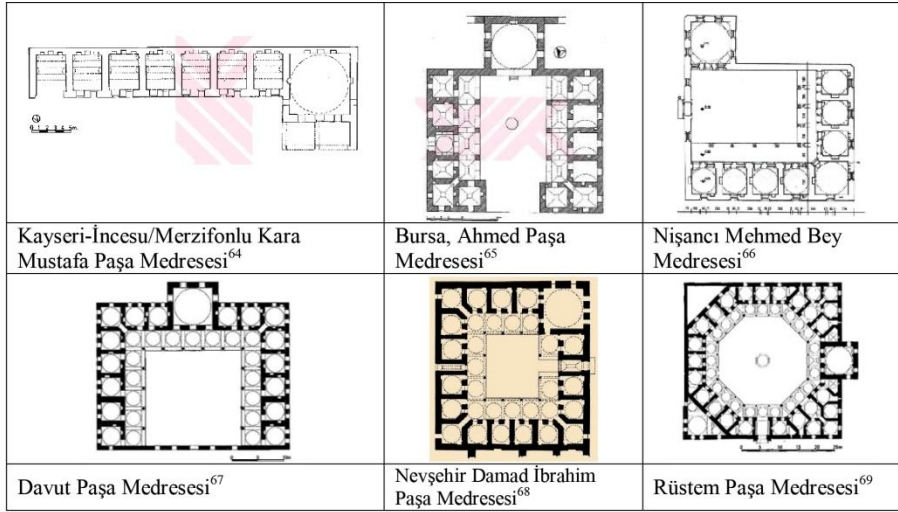 Kayseri-İncesu/Merzifonlu Kara
Mustafa Paşa Medresesi64
Bursa, Ahmed Paşa
Medresesi65
Nişancı Mehmed Bey
Medresesi66
Davut Paşa Medresesi67
Nevşehir Damad İbrahim
Paşa Medresesi68
Rüstem Paşa Medresesi69